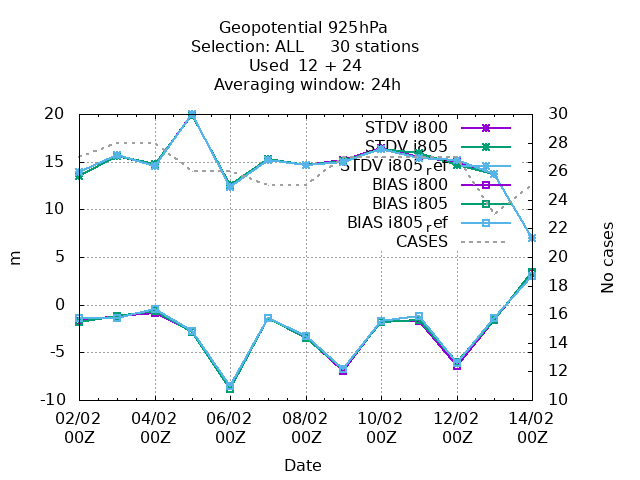 Geopotential 925hPa
Selection: ALL 30 stations
Used 12 + 24
Averaging window: 24h
20
15
10
5
0
-5
-10
m
30
28
26
24
22
20
18
16
14
12
10
No cases
STDV i800
STDV i805
STDV i805ref
BIAS i800
BIAS i805
BIAS i805ref
CASES
02/02 04/02 06/02 08/02 10/02 12/02 14/02
00Z 00Z 00Z 00Z 00Z 00Z 00Z
Date